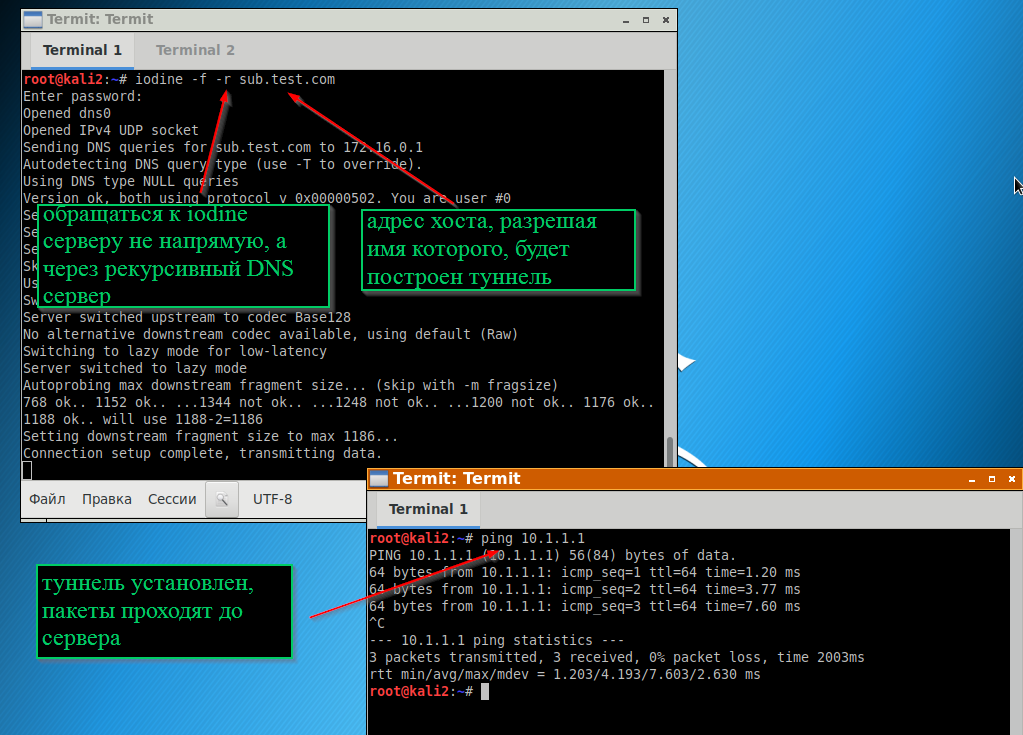 Termit: Termit
Terminal 1 Terminal 2
root@kali2:~# iodine -f -r sub.test.com
Enter password:
Opened dns0
Opened IPv4 UDP socket
Sending DNS queries for sub.test.com to 172.16.0.1
Autodetecting DNS query type (use -T to override).
Using DNS type NULL queries
Version ok, both using protocol v 0x00000502. You are user #0
обращаться к iodine
серверу не напрямую, а
через рекурсивный DNS
сервер
адрес хоста, разрешая
имя которого, будет
построен туннель
Se
Se
Se
Sk
Us
Sw
Server switched upstream to codec Base128
No alternative downstream codec available, using default (Raw)
Switching to lazy mode for low-latency
Server switched to lazy mode
Autoprobing max downstream fragment size... (skip with -m fragsize)
768 ok.. 1152 ok.. ...1344 not ok.. ...1248 not ok.. ...1200 not ok.. 1176 ok..
1188 ok.. will use 1188-2=1186
Setting downstream fragment size to max 1186...
Connection setup complete, transmitting data.
Файл Правка Сессии UTF-8
Termit: Termit
Terminal 1
root@kali2:~# ping 10.1.1.1
PING 10.1.1.1 (10.1.1.1) 56(84) bytes of data.
64 bytes from 10.1.1.1: icmp_seq=1 ttl=64 time=1.20 ms
64 bytes from 10.1.1.1: icmp_seq=2 ttl=64 time=3.77 ms
64 bytes from 10.1.1.1: icmp_seq=3 ttl=64 time=7.60 ms
^C
--- 10.1.1.1 ping statistics ---
3 packets transmitted, 3 received, 0% packet loss, time 2003ms
rtt min/avg/max/mdev = 1.203/4.193/7.603/2.630 ms
root@kali2:~#
туннель установлен,
пакеты проходят до
сервера